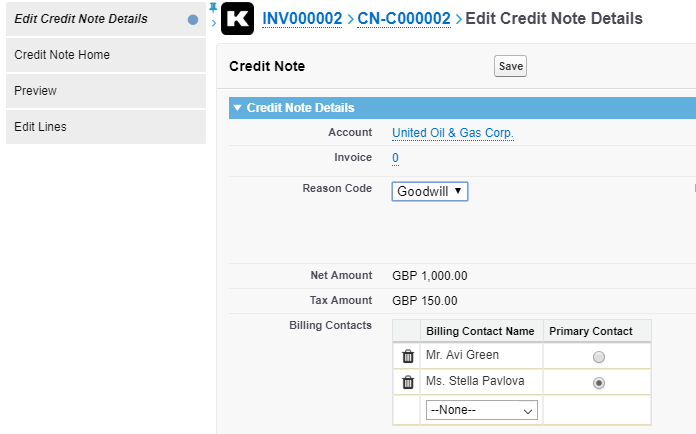 Edit Credit Note Details
Credit Note Home
Preview
Edit Lines
K INV000002 > CN-C000002 > Edit Credit Note Details
Credit Note Save
Credit Note Details
Account United Oil & Gas Corp.
Invoice 0
Reason Code Goodwill
Net Amount GBP 1,000.00
Tax Amount GBP 150.00
Billing Contacts
Billing Contact Name Primary Contact
Mr. Avi Green
Ms. Stella Pavlova
--None--